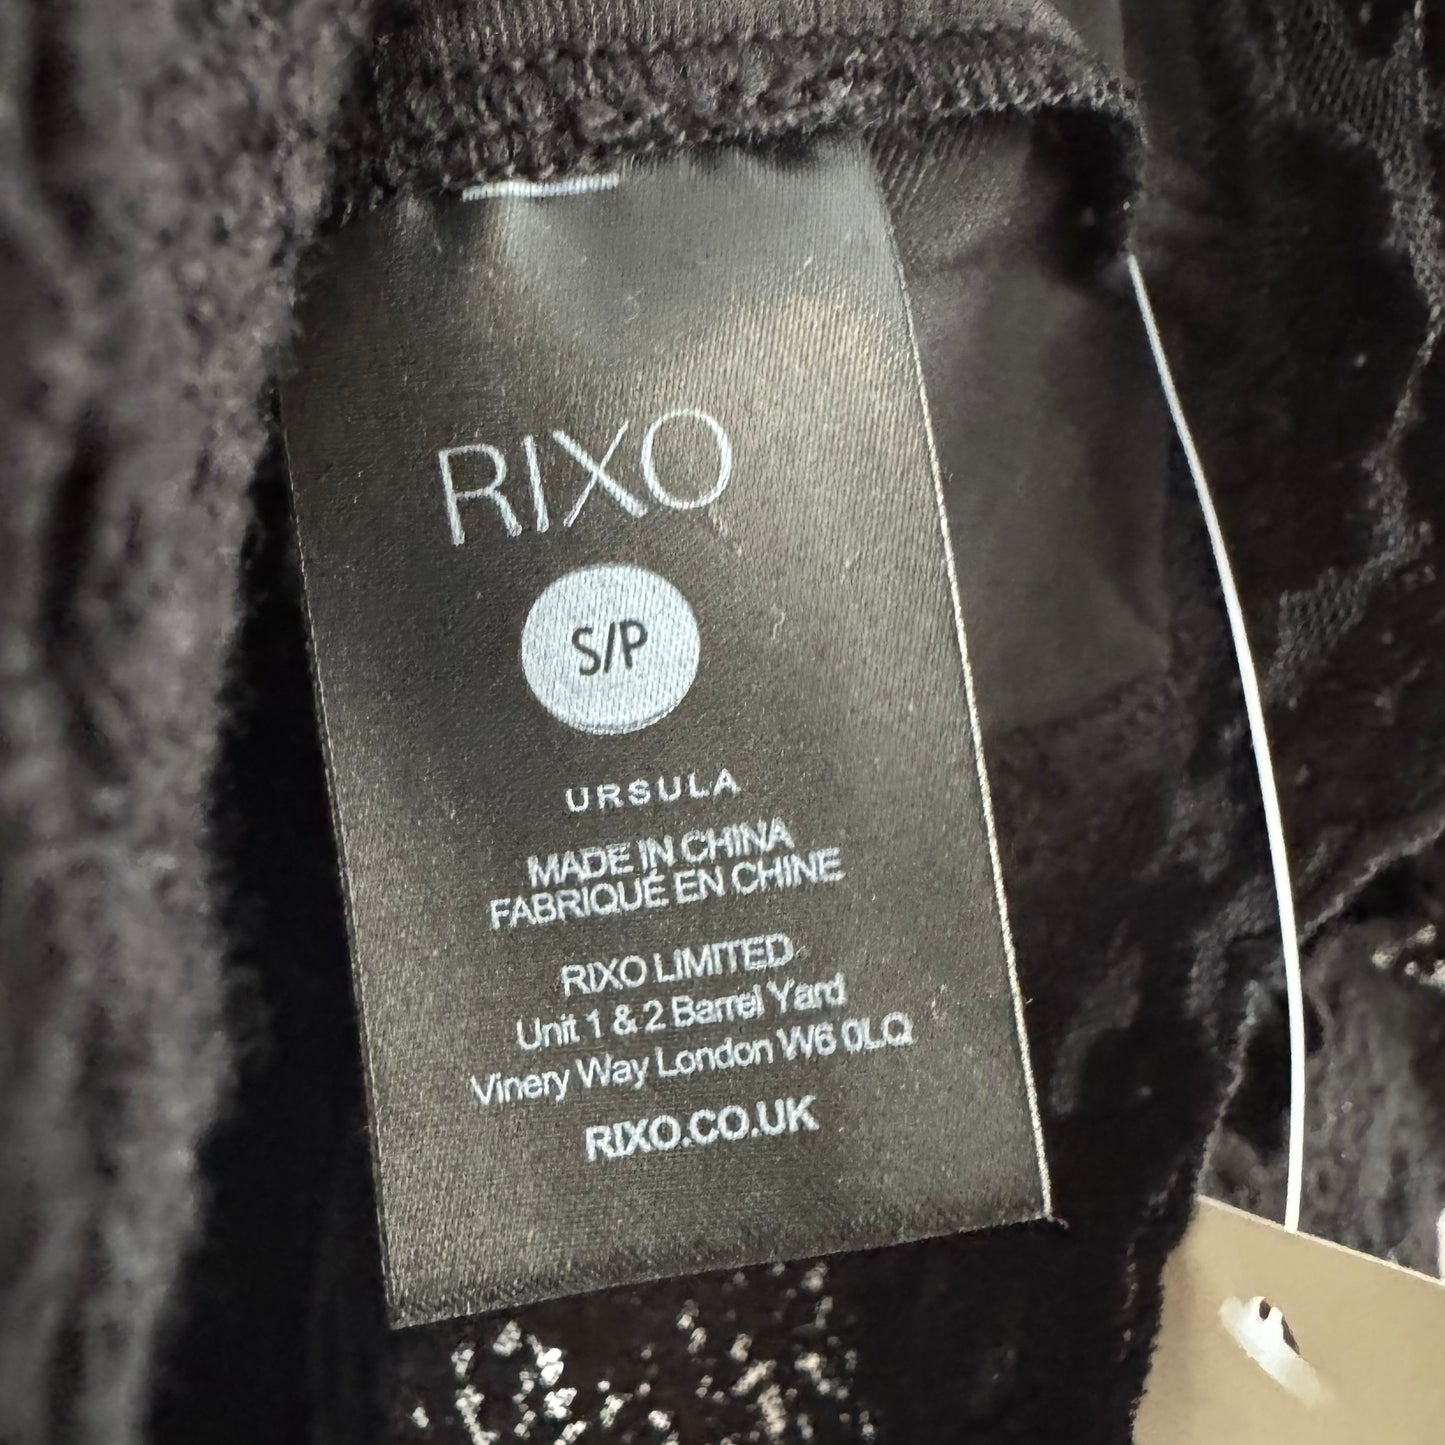 RIXO
S/P
URSULA
MADE IN CHINA
FABRIQUÉ EN CHINE
RIXO LIMITED
Unit 1 & 2 Barrel Yard
Vinery Way London W6 0LQ
RIXO.CO.UK